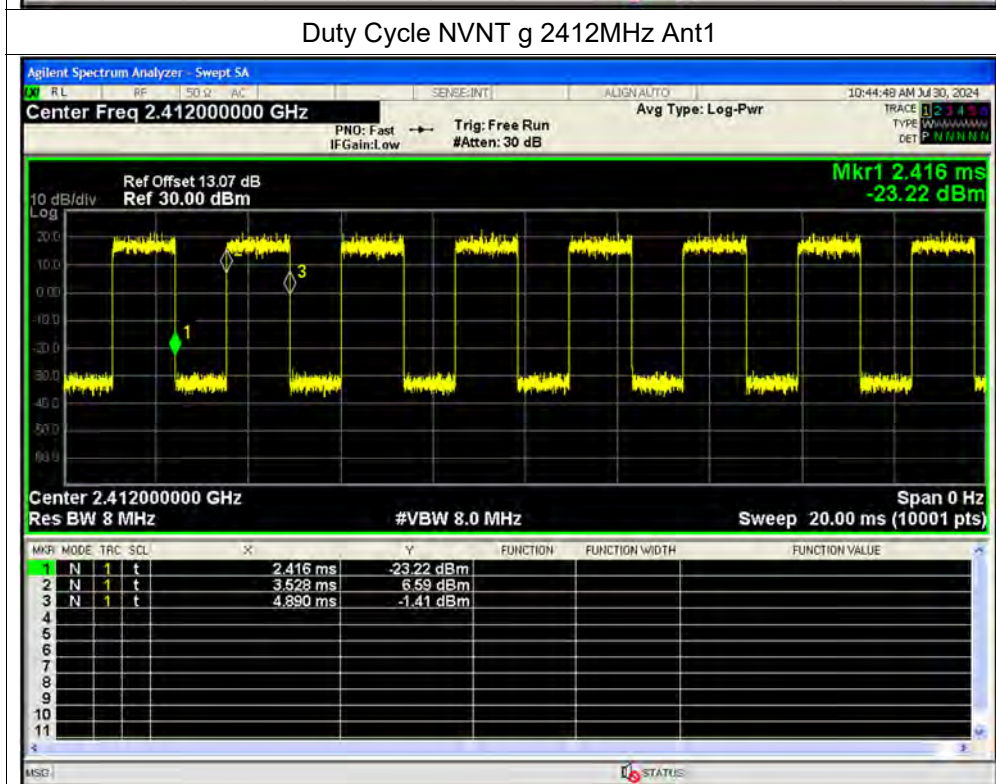 Duty Cycle NVNT g 2412MHz Ant1
Agilent Spectrum Analyzer - Swept SA
RL RF 50 Ω AC SENSE:INT ALIGN AUTO 10:44:48 AM Jul 30, 2024
Center Freq 2.412000000 GHz Avg Type: Log-Pwr TRACE 1 2 3 4 5 6
PNO: Fast Trig: Free Run TYPE W
IFGain:Low #Atten: 30 dB DET P N N N N N
Mkr1 2.416 ms
-23.22 dBm
Ref Offset 13.07 dB
10 dB/div Ref 30.00 dBm
Log
20.0
10.0
0.00
-10.0
-20.0
-30.0
-40.0
-50.0
1
2
3
Center 2.412000000 GHz Span 0 Hz
Res BW 8 MHz #VBW 8.0 MHz Sweep 20.00 ms (10001 pts)
MKR MODE TRC SCL X Y FUNCTION FUNCTION WIDTH FUNCTION VALUE
1 N 1 t 2.416 ms -23.22 dBm
2 N 1 t 3.528 ms 6.59 dBm
3 N 1 t 4.890 ms -1.41 dBm
4
5
6
7
8
9
10
11
MSG STATUS